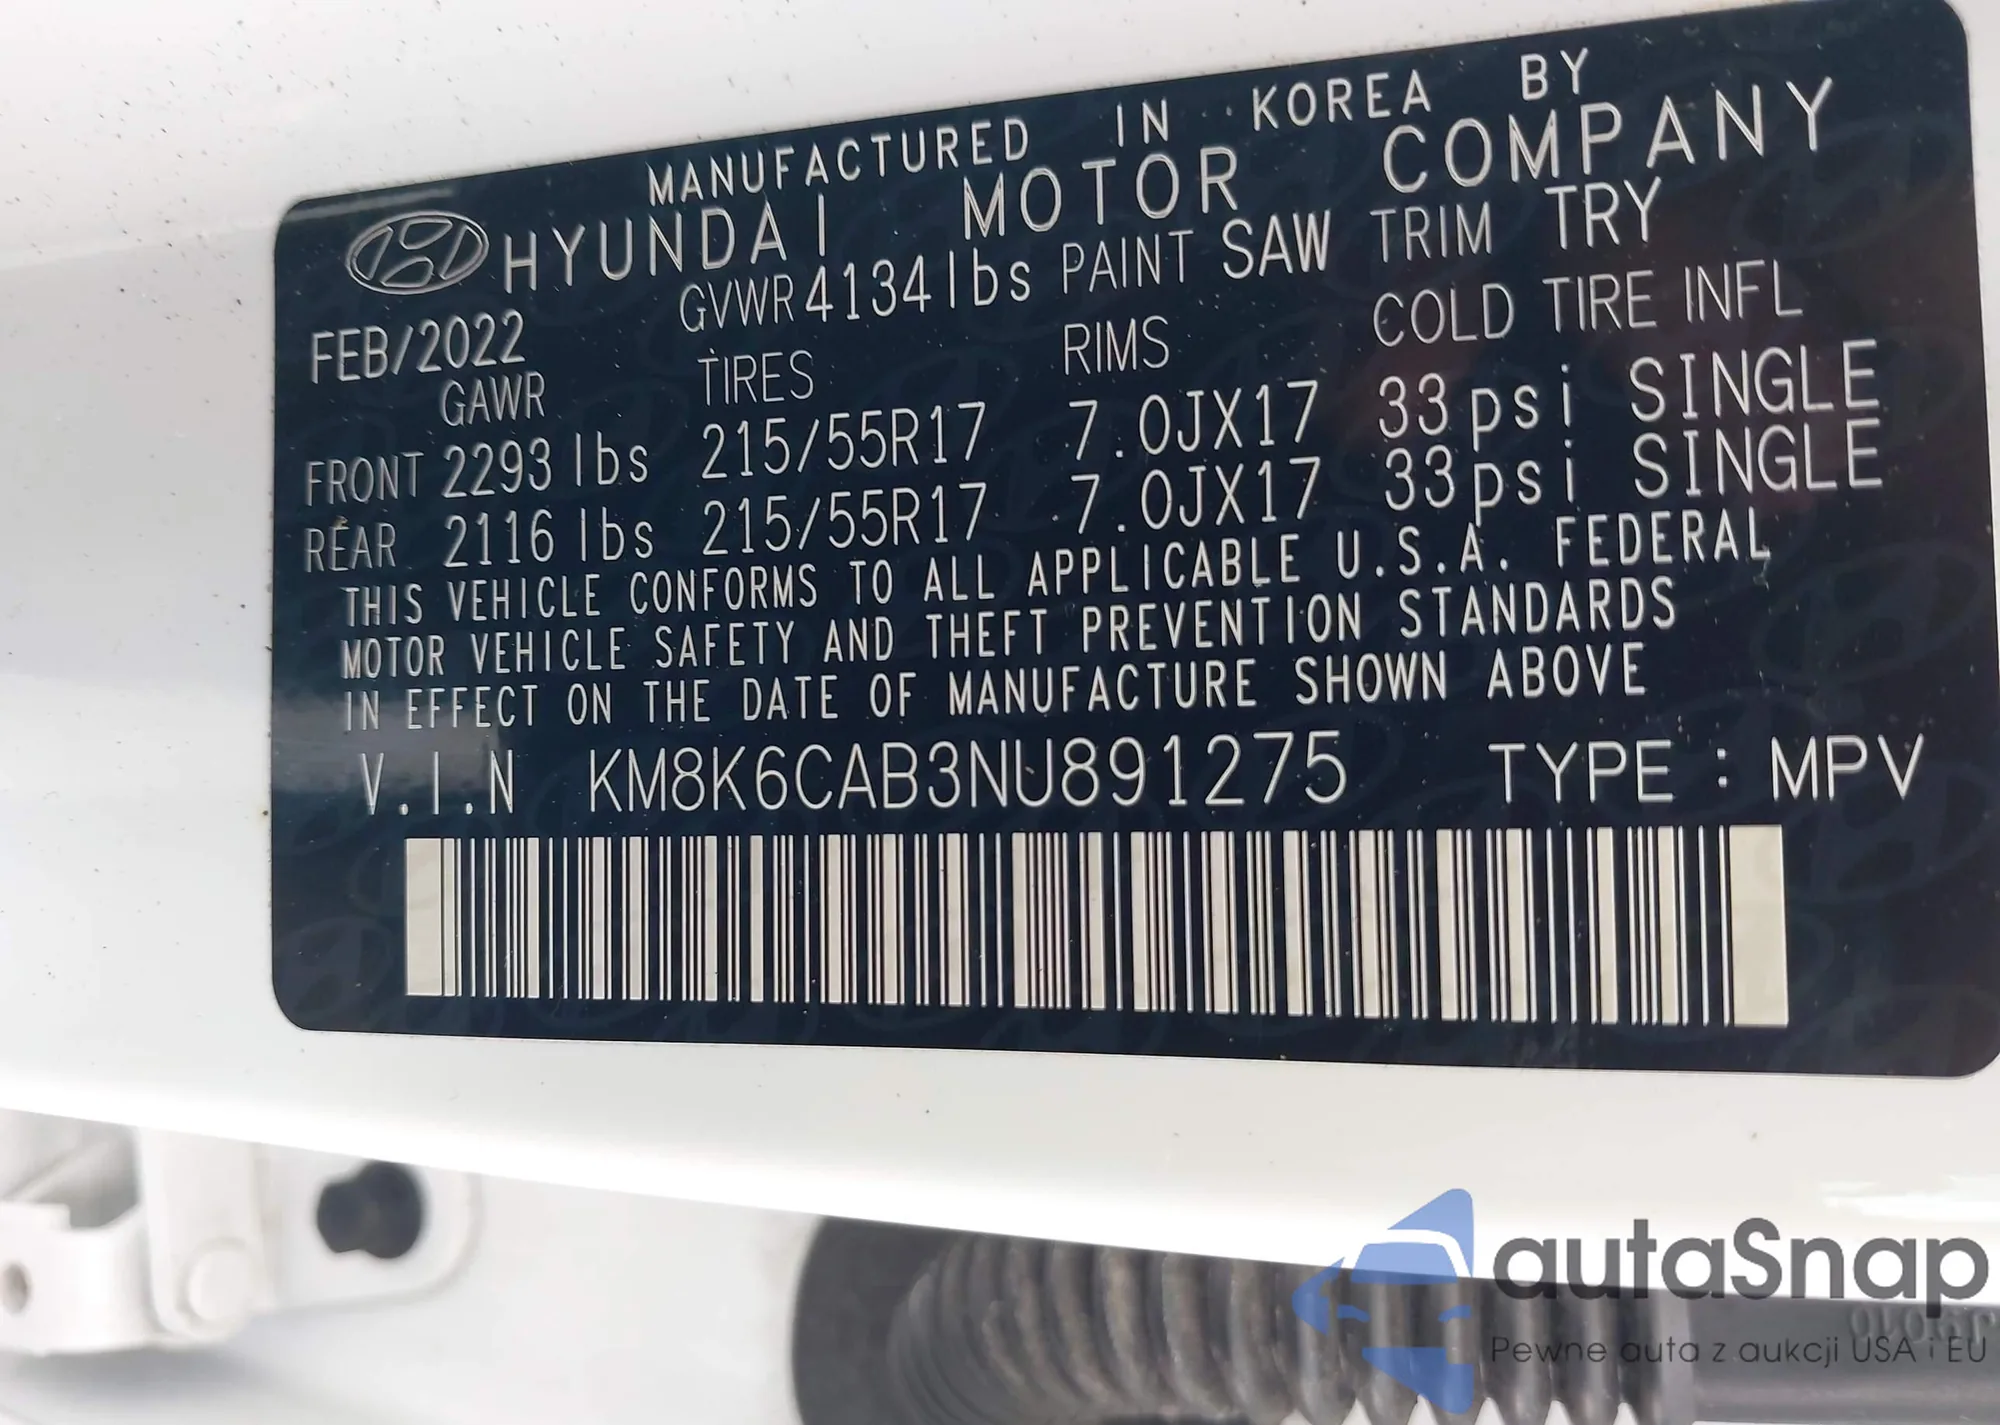 MANUFACTURED IN KOREA BY
HYUNDAI MOTOR COMPANY
FEB/2022 GVWR 4134 lbs PAINT SAW TRIM TRY
GAWR TIRES RIMS COLD TIRE INFL
FRONT 2293 lbs 215/55R17 7.0JX17 33 psi SINGLE
REAR 2116 lbs 215/55R17 7.0JX17 33 psi SINGLE
THIS VEHICLE CONFORMS TO ALL APPLICABLE U.S.A. FEDERAL
MOTOR VEHICLE SAFETY AND THEFT PREVENTION STANDARDS
IN EFFECT ON THE DATE OF MANUFACTURE SHOWN ABOVE
V.I.N KM8K6CAB3NU891275 TYPE : MPV
autaSnap
Pewne auta z aukcji USA i EU